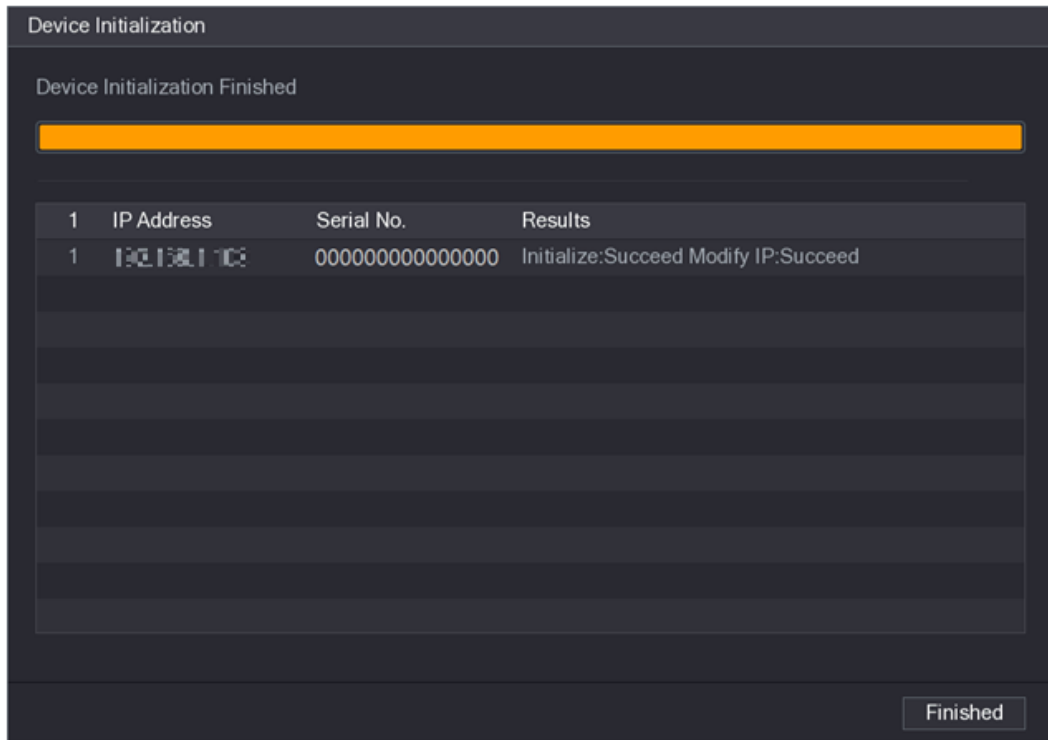 Device Initialization
Device Initialization Finished
1 IP Address Serial No. Results
1 000000000000000 Initialize:Succeed Modify IP:Succeed
Finished